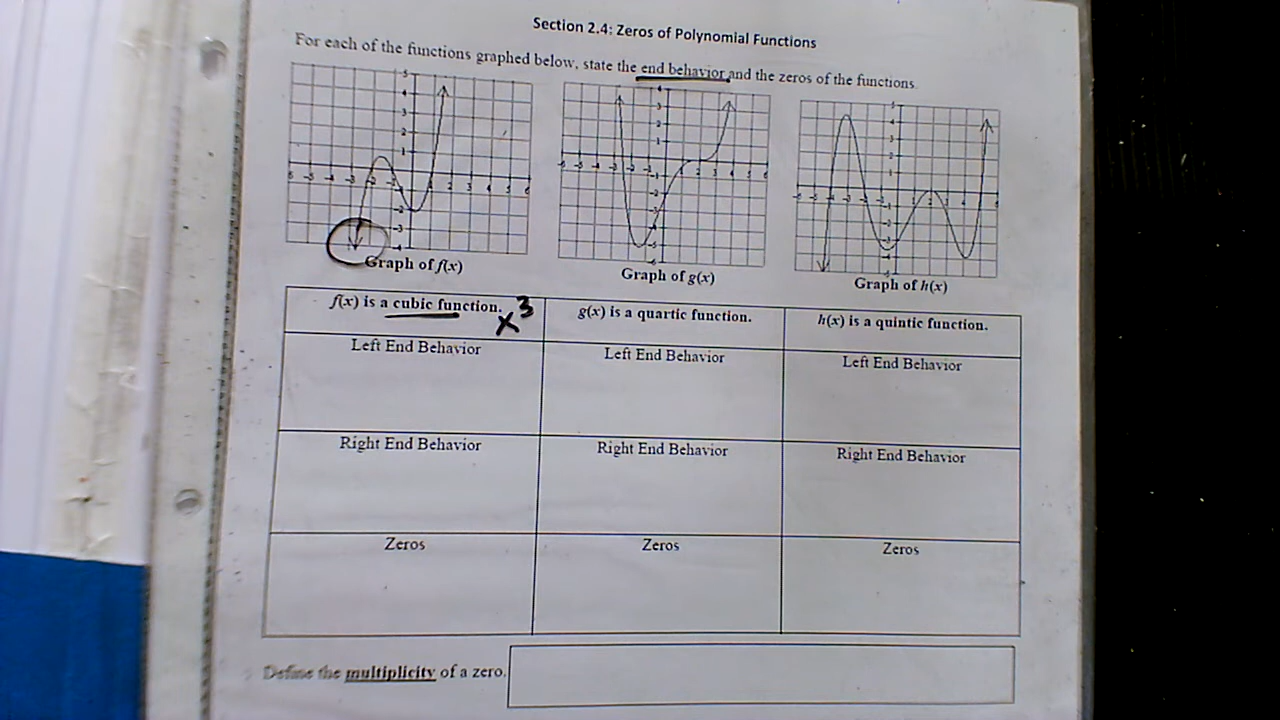 Section 2.4: Zeros of Polynomial Functions
For each of the functions graphed below, state the end behavior and the zeros of the functions.
Graph of f(x)
Graph of g(x)
Graph of h(x)
f(x) is a cubic function. x³
g(x) is a quartic function.
h(x) is a quintic function.
Left End Behavior
Left End Behavior
Left End Behavior
Right End Behavior
Right End Behavior
Right End Behavior
Zeros
Zeros
Zeros
Define the multiplicity of a zero.